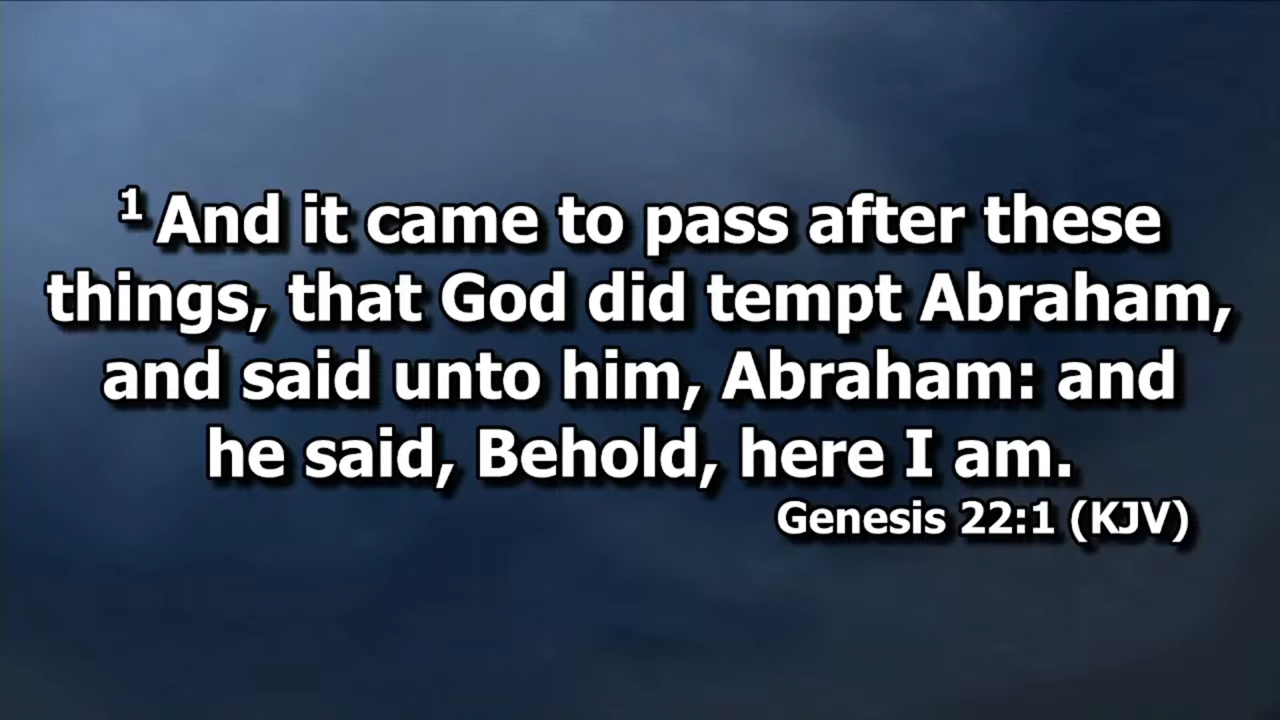 ¹ And it came to pass after these
things, that God did tempt Abraham,
and said unto him, Abraham: and
he said, Behold, here I am.
Genesis 22:1 (KJV)